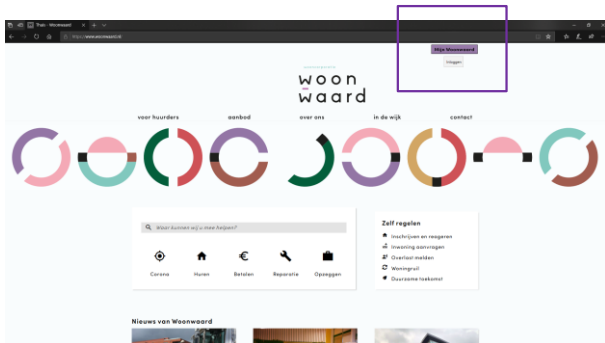 Thuis - Woonwaard
https://www.woonwaard.nl
Mijn Woonwaard
Inloggen
woon
waard
voor huurders aanbod over ons in de wijk contact
Waar kunnen wij u mee helpen?
Corona Huren Betalen Reparatie Opzeggen
Zelf regelen
Inschrijven en reageren
Inwoning aanvragen
Overlast melden
Woningruil
Duurzame toekomst
Nieuws van Woonwaard